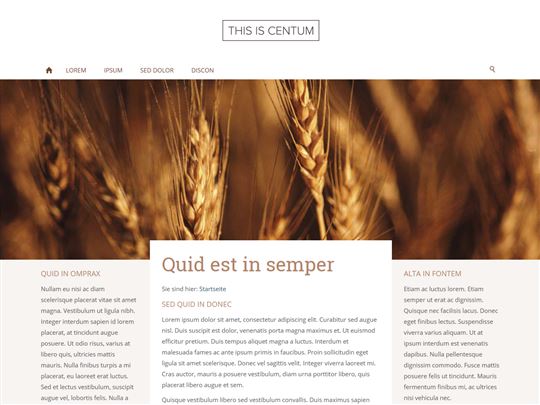 THIS IS CENTUM
LOREM IPSUM SED DOLOR DISCON
QUID IN OMPRAX
Nullam eu nisi ac diam
scelerisque placerat vitae sit amet
magna. Vestibulum ut ligula nibh.
Integer interdum sapien id lorem
placerat, at tincidunt augue
posuere. Ut odio risus, varius at
libero quis, ultricies mattis
mauris. Nulla finibus turpis a mi
placerat, eu laoreet erat luctus.
Sed et lectus vestibulum, suscipit
augue vel, lobortis risus. Nulla a
Quid est in semper
Sie sind hier: Startseite
SED QUID IN DONEC
Lorem ipsum dolor sit amet, consectetur adipiscing elit. Curabitur sed augue
nisl. Duis suscipit est dolor, venenatis porta magna maximus et. Ut euismod
efficitur pretium. Duis tempus aliquet magna a luctus. Interdum et
malesuada fames ac ante ipsum primis in faucibus. Proin sollicitudin eget
ligula sit amet scelerisque. Donec vel sagittis velit. Integer viverra laoreet mi.
Cras auctor, mauris a posuere vestibulum, diam urna porttitor libero, quis
placerat libero augue et sem.
Quisque vestibulum libero sed vestibulum convallis. Duis maximus sapien
ALTA IN FONTEM
Etiam ac luctus lorem. Etiam
semper ut erat ac dignissim.
Quisque nec facilisis lacus. Donec
eget finibus lectus. Suspendisse
viverra varius aliquam. Ut at
ipsum interdum est venenatis
dapibus. Nulla pellentesque
dignissim commodo. Fusce mattis
posuere felis ut tincidunt. Mauris
fermentum finibus mi, ac ultrices
nisi vehicula nec.